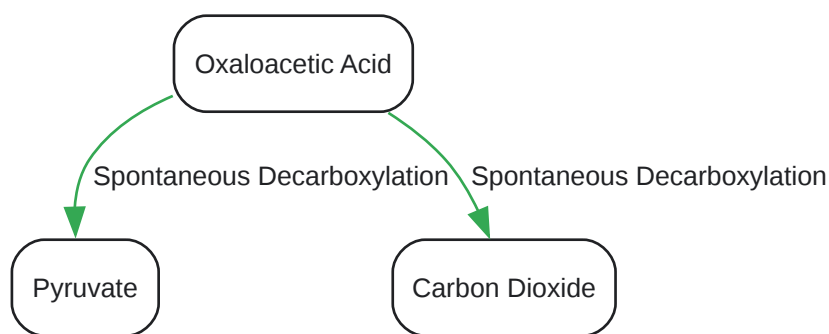 Oxaloacetic Acid
Spontaneous Decarboxylation
Spontaneous Decarboxylation
Pyruvate
Carbon Dioxide